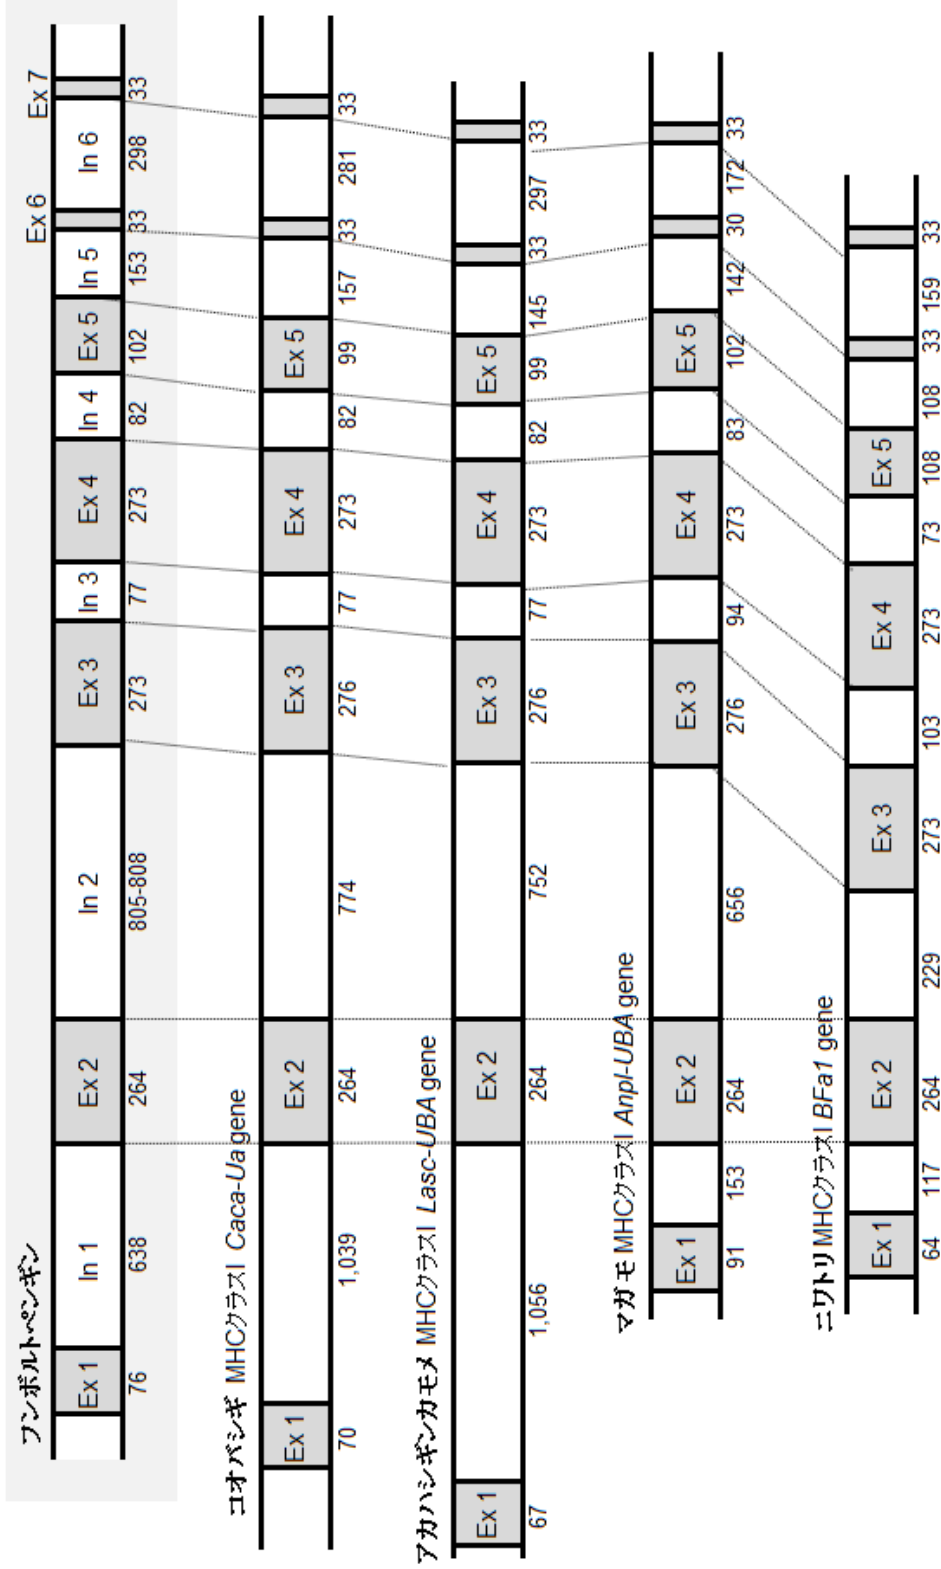 フンボルトペンギン
Ex 6 Ex 7
Ex 1 In 1 Ex 2 In 2 Ex 3 In 3 Ex 4 In 4 Ex 5 In 5 In 6
76 638 264 805-808 273 77 273 82 102 153 33 298 33
コオバシギ MHCクラスI Caca-Ua gene
Ex 1 Ex 2 Ex 3 Ex 4 Ex 5
70 1,039 264 774 276 77 273 82 99 157 33 281 33
アカハシギンカモメ MHCクラスI Lasc-UBA gene
Ex 1 Ex 2 Ex 3 Ex 4 Ex 5
67 1,056 264 752 276 77 273 82 99 145 33 297 33
マガモ MHCクラスI Anpl-UBA gene
Ex 1 Ex 2 Ex 3 Ex 4 Ex 5
91 153 264 656 276 94 273 83 102 142 30 172 33
ニワトリ MHCクラスI BFa1 gene
Ex 1 Ex 2 Ex 3 Ex 4 Ex 5
64 117 264 229 273 103 273 73 108 108 33 159 33